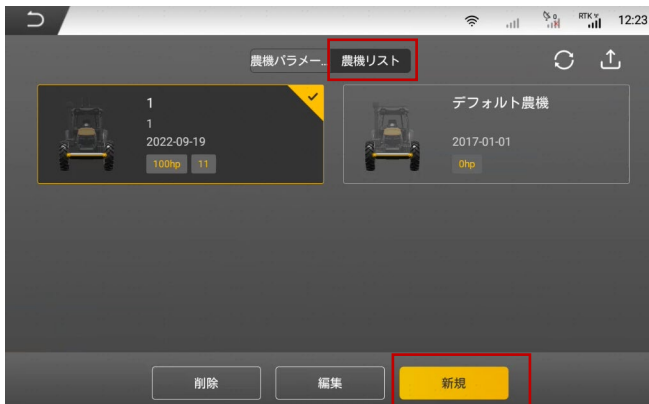 RTK
12:23
農機パラメー... 農機リスト
1
1
2022-09-19
100hp 11
デフォルト農機
2017-01-01
0hp
削除 編集 新規